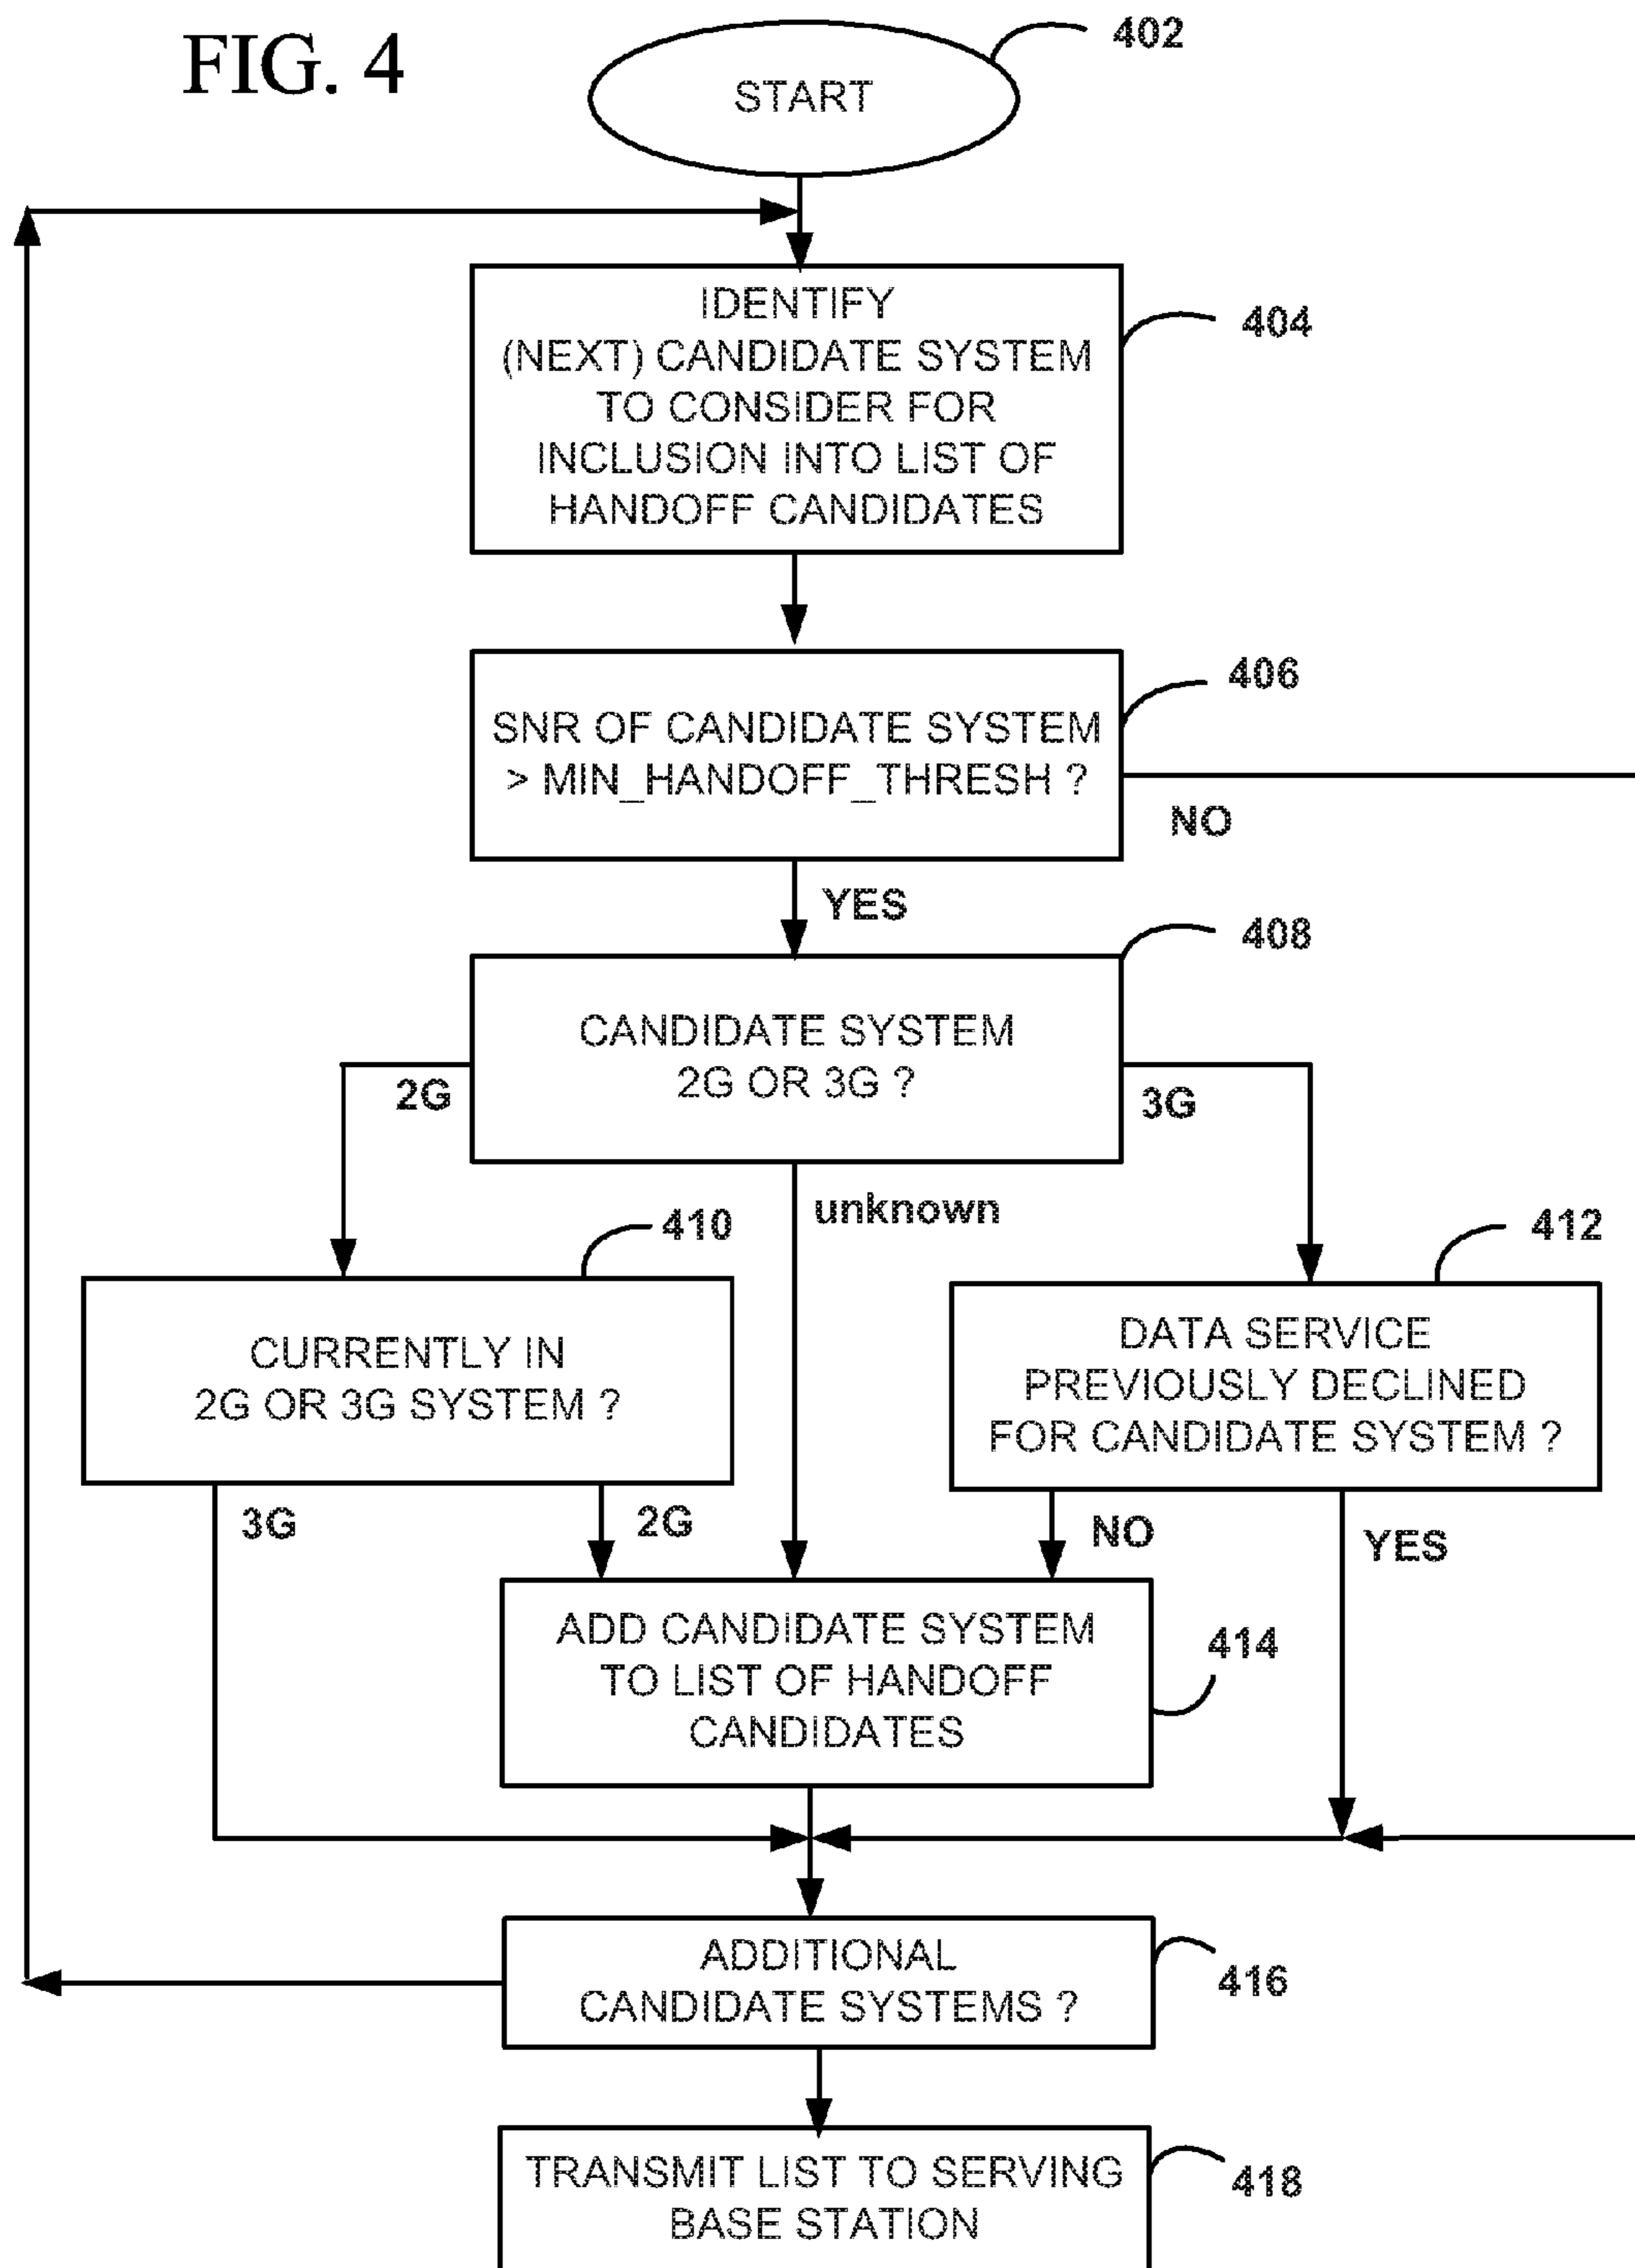 FIG. 4
402
START
IDENTIFY
(NEXT) CANDIDATE SYSTEM
TO CONSIDER FOR
INCLUSION INTO LIST OF
HANDOFF CANDIDATES
404
406
SNR OF CANDIDATE SYSTEM
> MIN_HANDOFF_THRESH ?
NO
YES
408
CANDIDATE SYSTEM
2G OR 3G ?
2G
3G
unknown
410
412
CURRENTLY IN
2G OR 3G SYSTEM ?
DATA SERVICE
PREVIOUSLY DECLINED
FOR CANDIDATE SYSTEM ?
3G
2G
NO
YES
ADD CANDIDATE SYSTEM
TO LIST OF HANDOFF
CANDIDATES
414
ADDITIONAL
CANDIDATE SYSTEMS ?
416
TRANSMIT LIST TO SERVING
BASE STATION
418